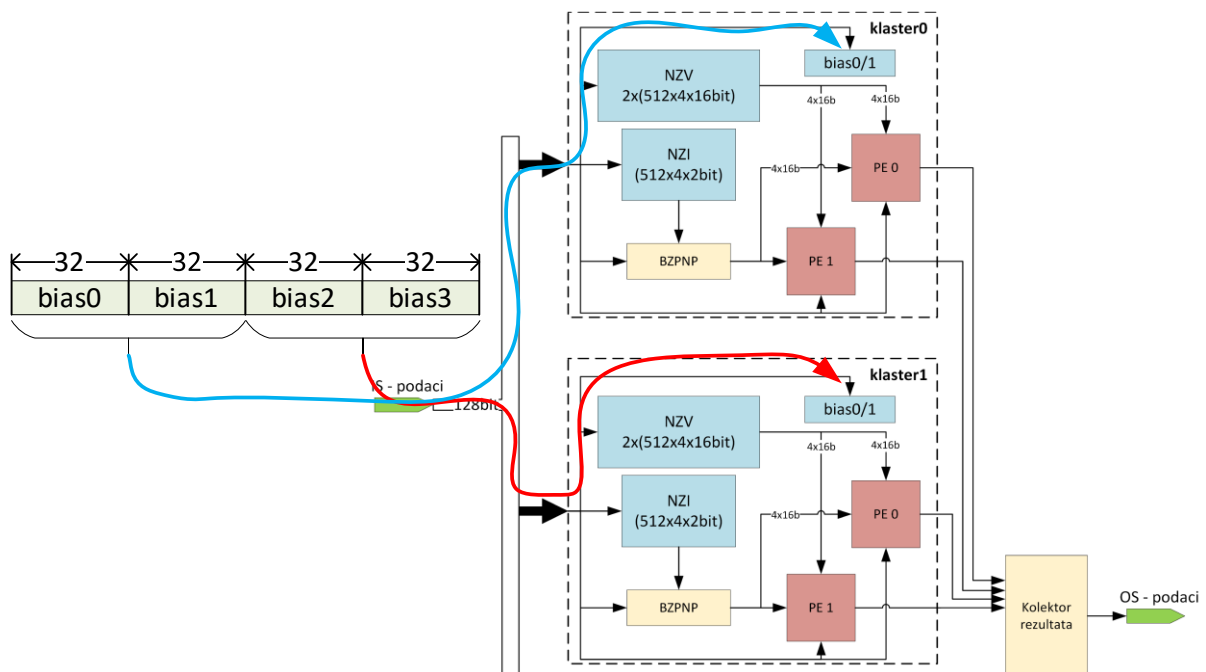 klaster0
bias0/1
NZV
2x(512x4x16bit)
4x16b
4x16b
NZI
(512x4x2bit)
4x16b
PE 0
BZPNP
PE 1
32 32 32 32
bias0 bias1 bias2 bias3
IS - podaci
128bit
klaster1
bias0/1
NZV
2x(512x4x16bit)
4x16b
4x16b
NZI
(512x4x2bit)
4x16b
PE 0
BZPNP
PE 1
Kolektor
rezultata
OS - podaci